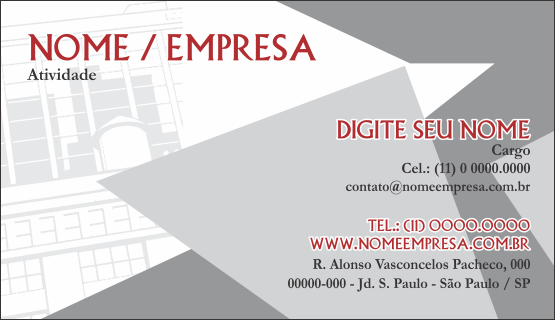 NOME / EMPRESA
Atividade
DIGITE SEU NOME
Cargo
Cel.: (11) 0 0000.0000
contato@nomeempresa.com.br
TEL.: (11) 0000.0000
WWW.NOMEEMPRESA.COM.BR
R. Alonso Vasconcelos Pacheco, 000
00000-000 - Jd. S. Paulo - São Paulo / SP